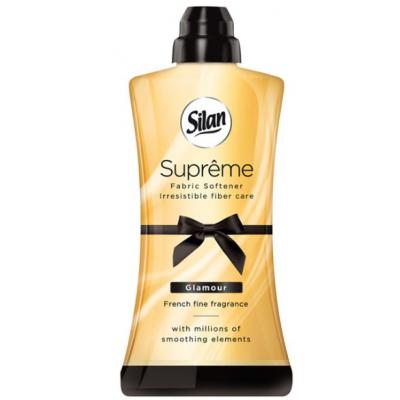 Silan
Suprême
Fabric Softener
Irresistible fiber care
Glamour
French fine fragrance
with millions of
smoothing elements